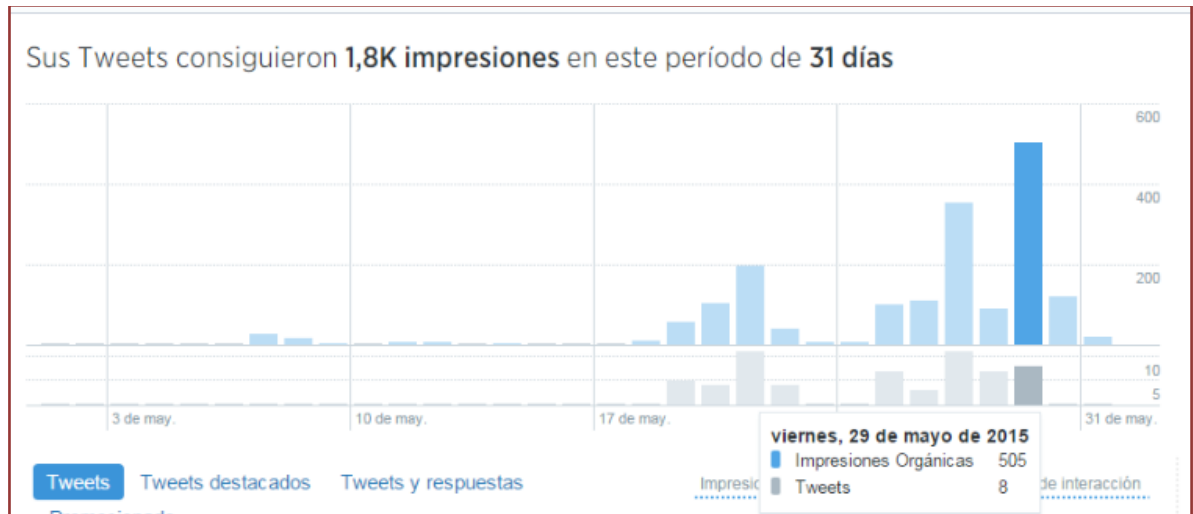 Sus Tweets consiguieron 1,8K impresiones en este período de 31 días
600
400
200
10
5
3 de may.
10 de may.
17 de may.
31 de may.
viernes, 29 de mayo de 2015
Impresiones Orgánicas 505
Tweets 8
Tweets Tweets destacados Tweets y respuestas
de interacción